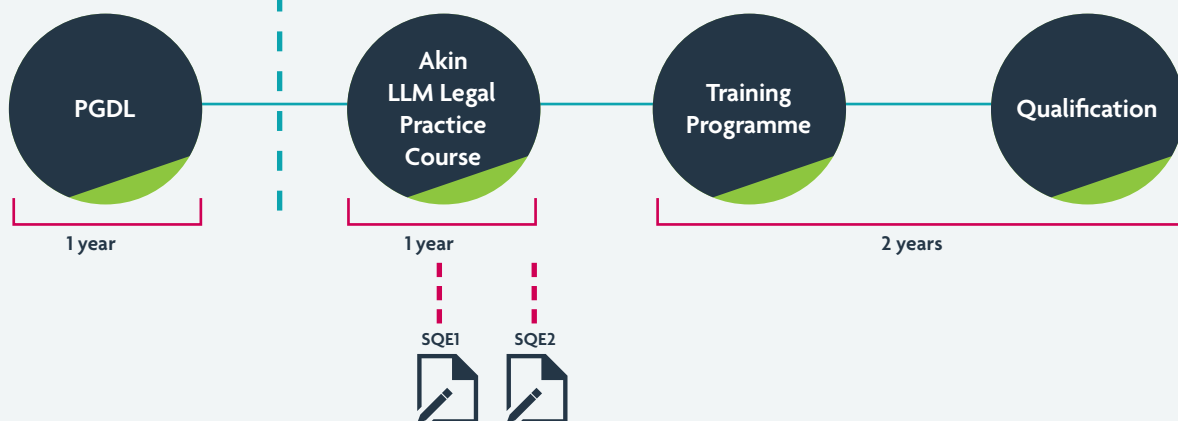 PGDL
Akin
LLM Legal
Practice
Course
Training
Programme
Qualification
1 year
1 year
2 years
SQE1
SQE2